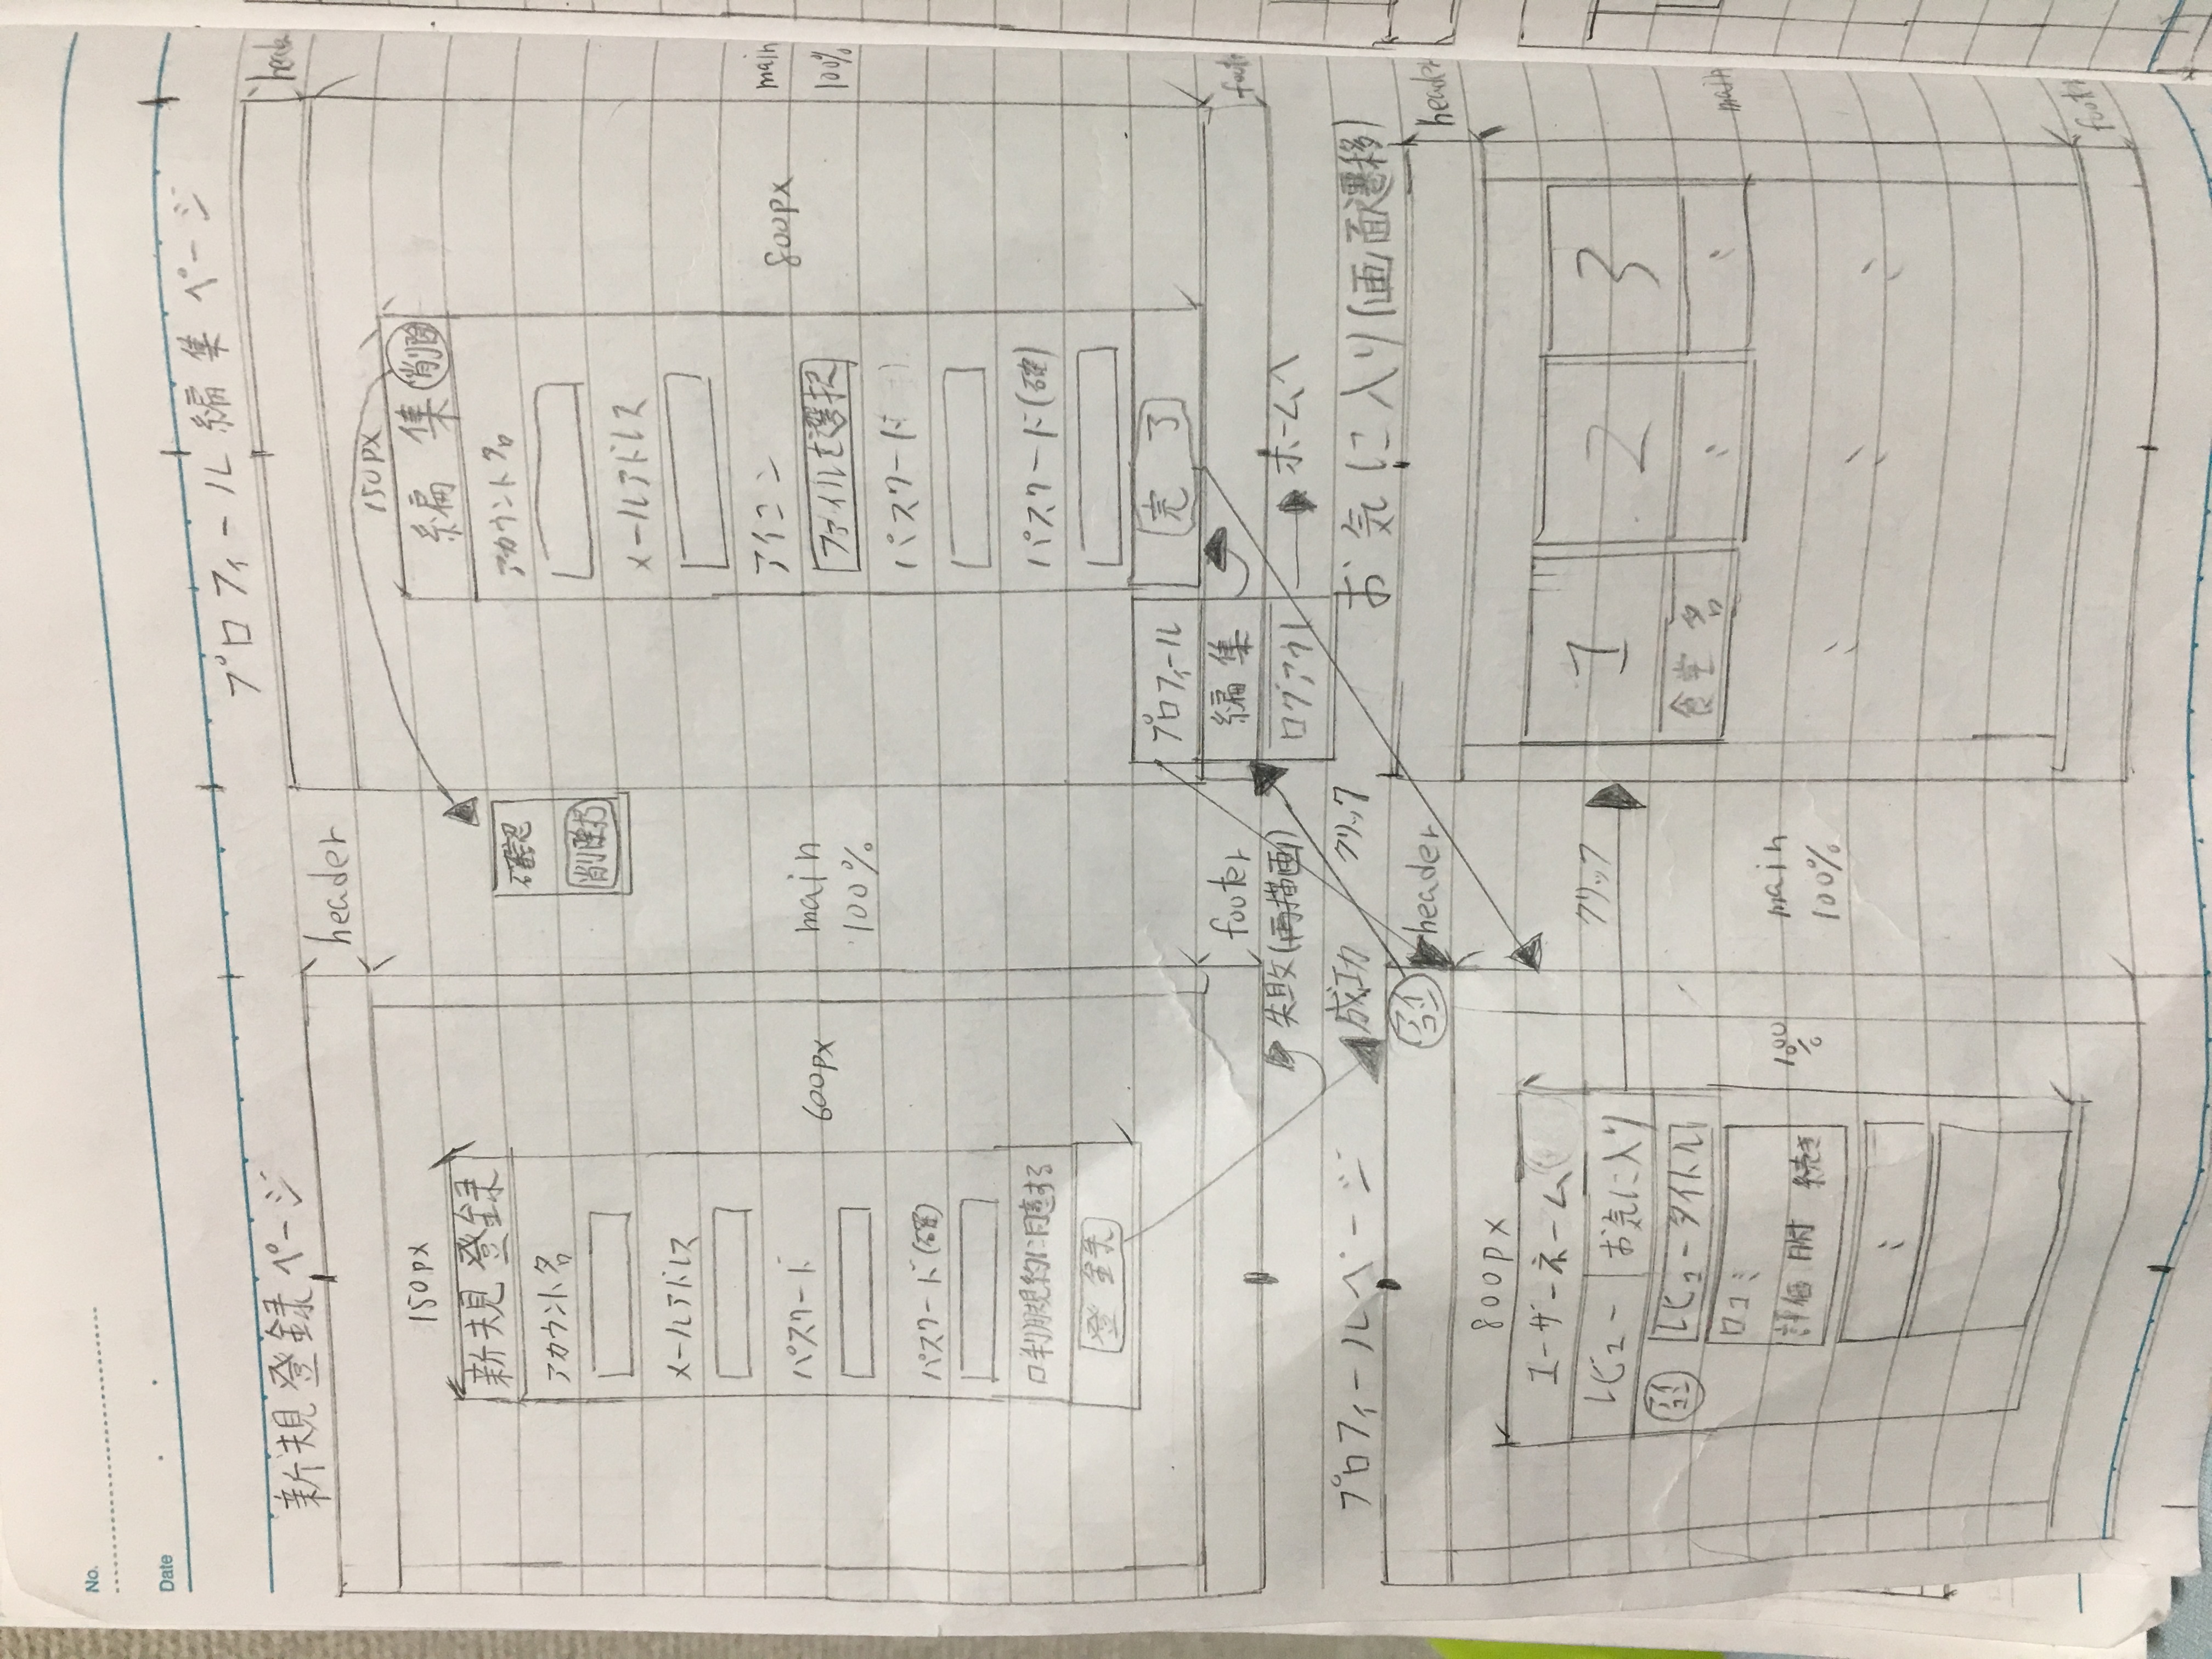 No.
Date
新規登録ページ
header
150px
新規登録
アカウント名
メールアドレス
パスワード
600px
main
100%
パスワード(確)
口利用規約に同意する
登録
footer
失敗(再描画)
成功
クリック
プロフィール編集ページ
header
150px
編集
削除
確認
削除
アカウント名
メールアドレス
アイコン
ファイルを選択
800px
main
100%
パスワード
パスワード(確)
完了
プロフィール
編集
ログアウト
ホームへ
footer
プロフィールページ
アイコン
header
800px
ユーザーネーム
レビュー
お気に入り
クリック
アイコン
レビュータイトル
口コミ
評価 日付 続き
100%
main
100%
お気に入り(画面遷移)
header
1
2
3
食堂名
main
footer